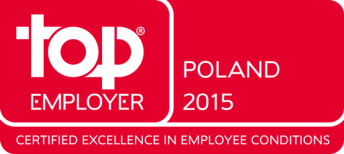 top®
EMPLOYER
POLAND
2015
CERTIFIED EXCELLENCE IN EMPLOYEE CONDITIONS